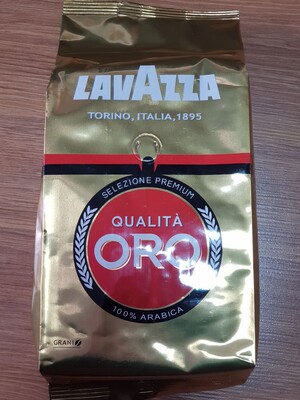 LAVAZZA
TORINO, ITALIA, 1895
SELEZIONE PREMIUM
QUALITÀ
ORO
100% ARABICA
GRANI